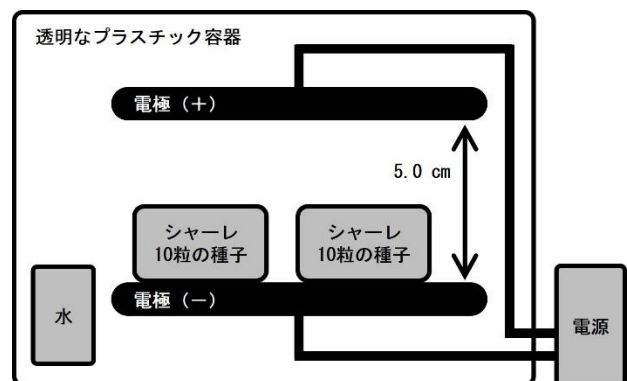 透明なプラスチック容器
電極（＋）
5.0 cm
シャーレ
10粒の種子
シャーレ
10粒の種子
電極（－）
水
電源